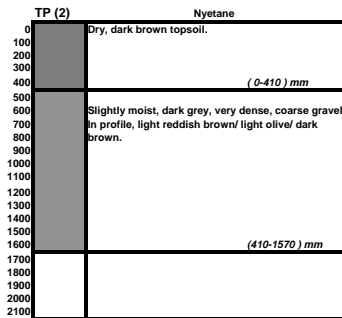 TP (2) Nyetane
0 Dry, dark brown topsoil.
100
200
300
400 ( 0-410 ) mm
500
600 Slightly moist, dark grey, very dense, coarse gravel
700 In profile, light reddish brown/ light olive/ dark
800 brown.
900
1000
1100
1200
1300
1400
1500
1600 (410-1570 ) mm
1700
1800
1900
2000
2100